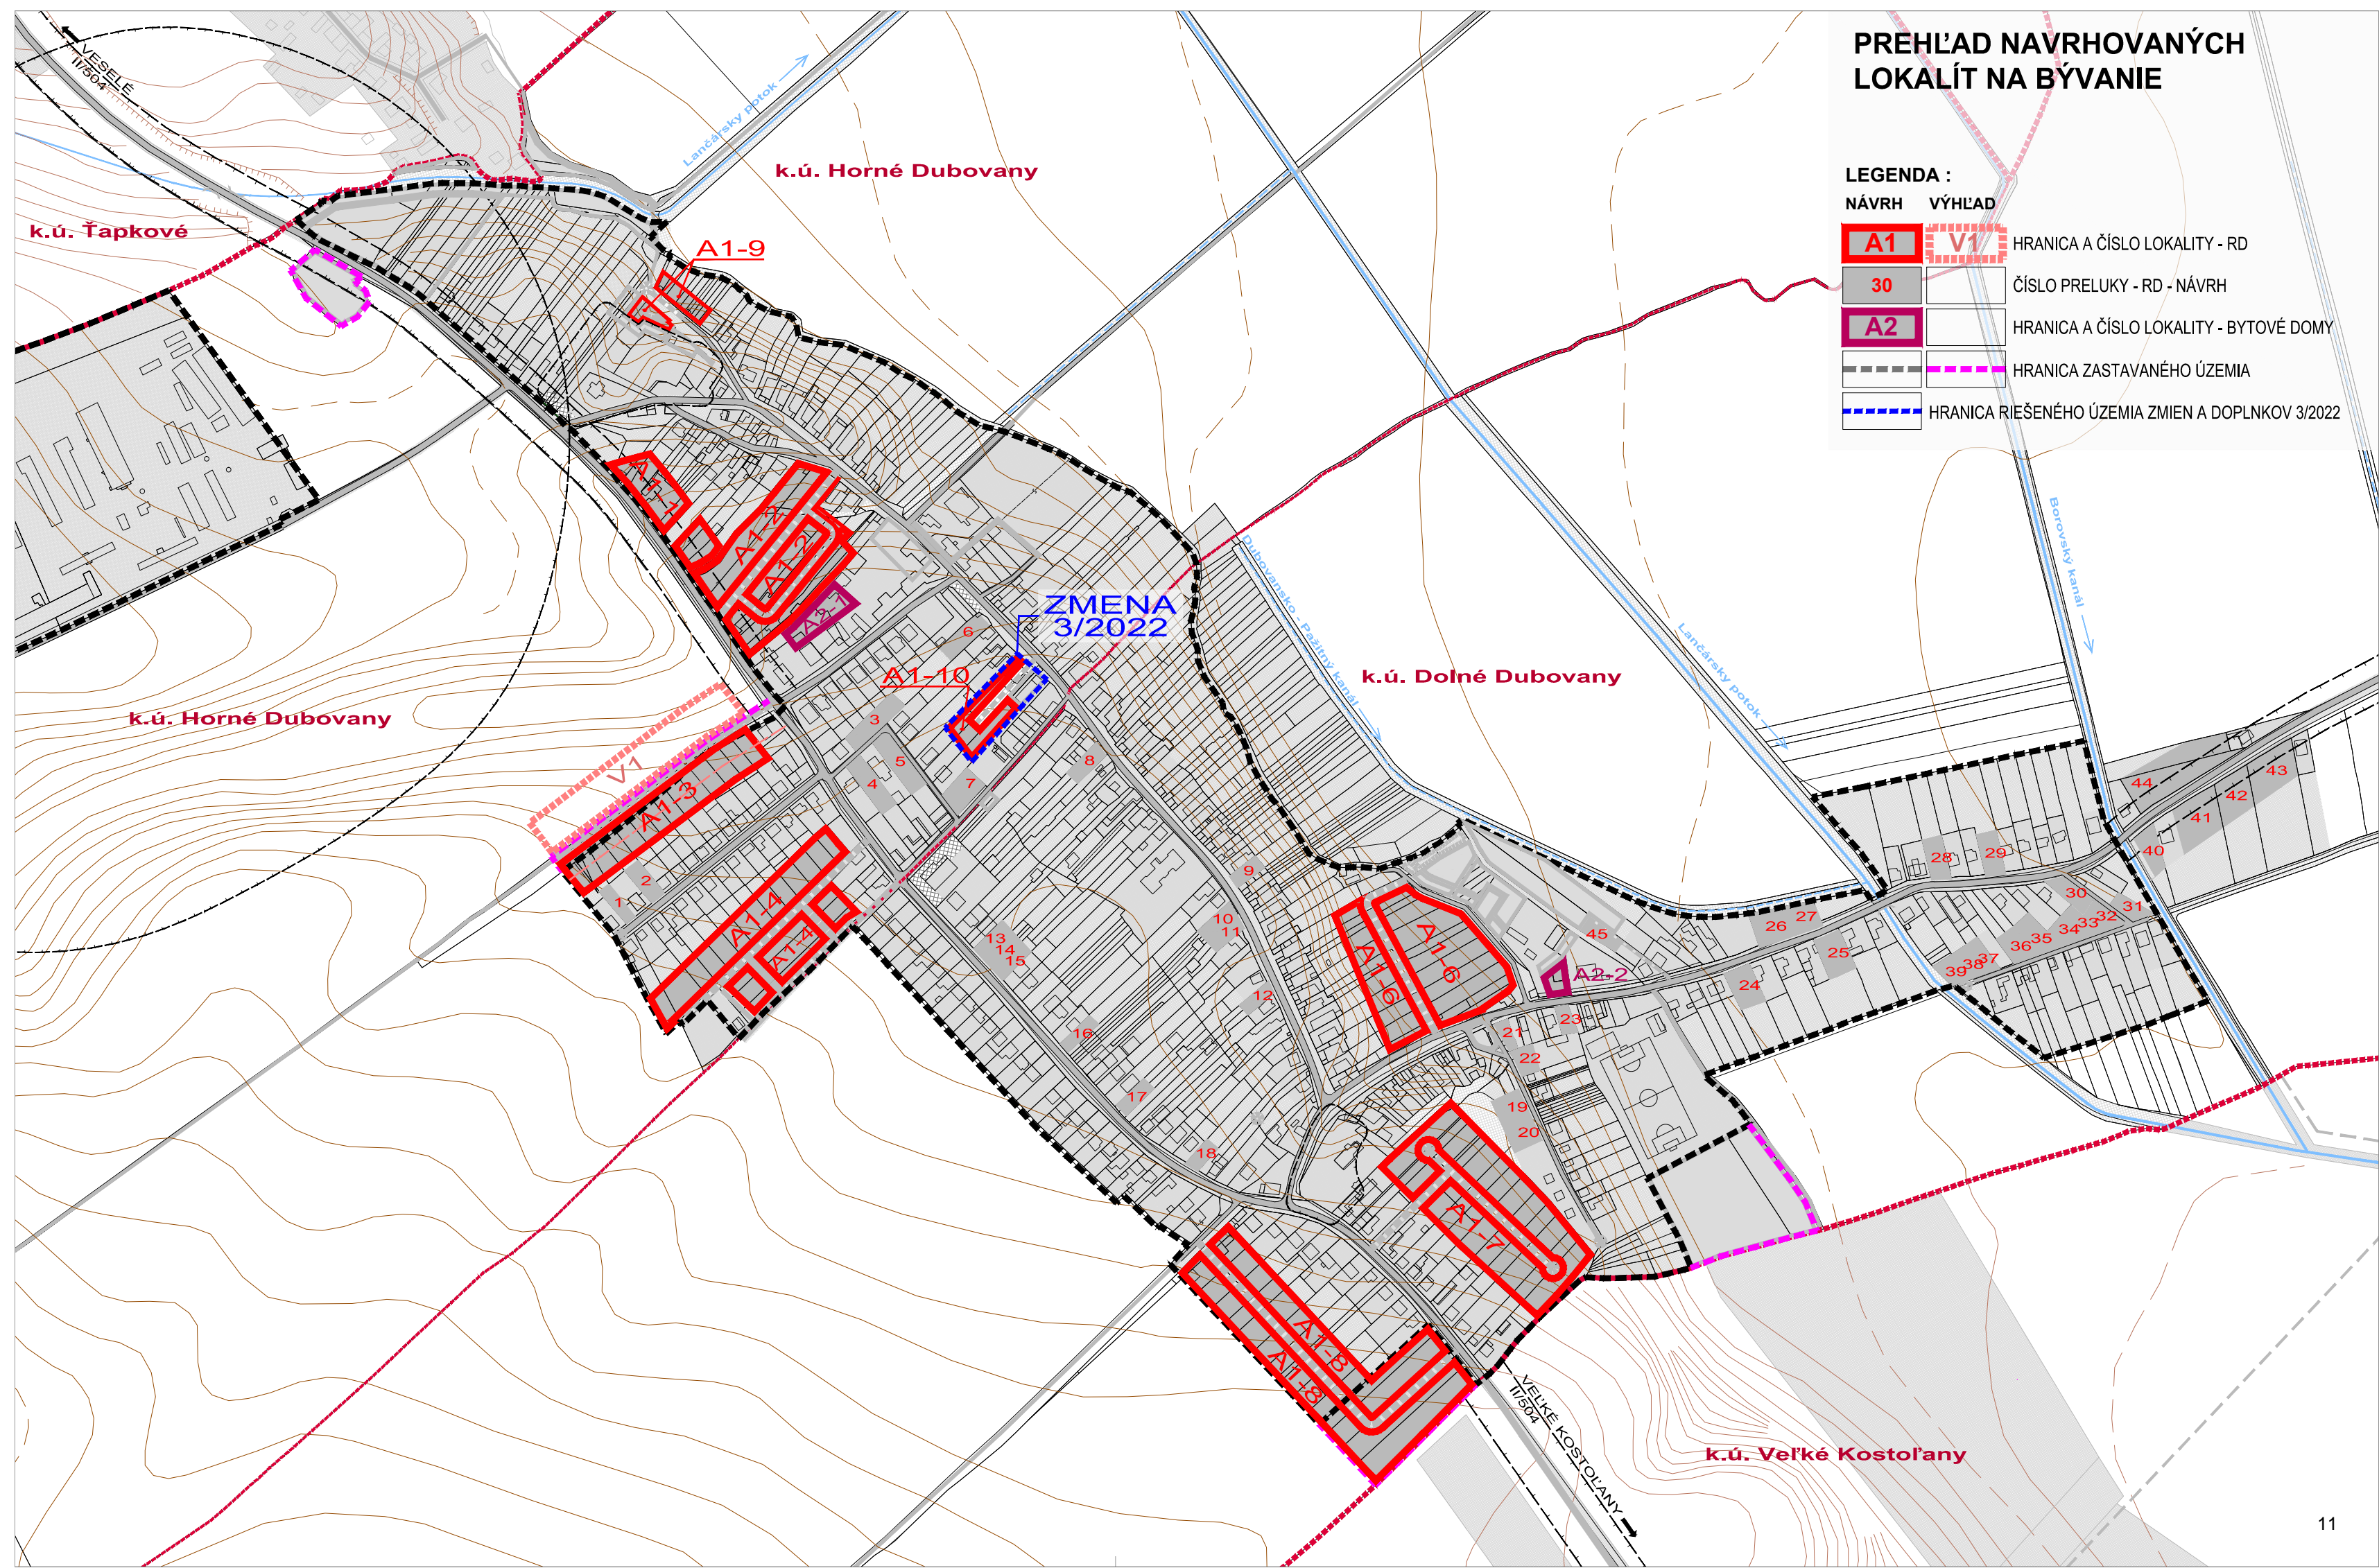 PREHĽAD NAVRHOVANÝCH
LOKALÍT NA BÝVANIE
LEGENDA :
NÁVRH VÝHĽAD
A1 V1 HRANICA A ČÍSLO LOKALITY - RD
30 ČÍSLO PRELUKY - RD - NÁVRH
A2 HRANICA A ČÍSLO LOKALITY - BYTOVÉ DOMY
HRANICA ZASTAVANÉHO ÚZEMIA
HRANICA RIEŠENÉHO ÚZEMIA ZMIEN A DOPLNKOV 3/2022
VESELÉ
II/504
Lančársky potok
k.ú. Horné Dubovany
k.ú. Ťapkové
A1-9
A1-1
A1-2
A1-2
A2-1
ZMENA
3/2022
A1-10
6
k.ú. Horné Dubovany
V1
A1-3
3
5
4
7
8
2
1
A1-4
A1-4
Dubovansko - Pažitný kanál
k.ú. Dolné Dubovany
Lančársky potok
Borovský kanál
9
10
11
12
13
14
15
16
17
18
A1-6
A1-6
A2-2
45
26
27
25
24
28
29
44
43
42
41
40
30
31
32
33
34
35
36
37
38
39
21
23
22
19
20
A1-7
A1-8
A1-8
VEĽKÉ KOSTOĽANY
II/504
k.ú. Veľké Kostoľany
11